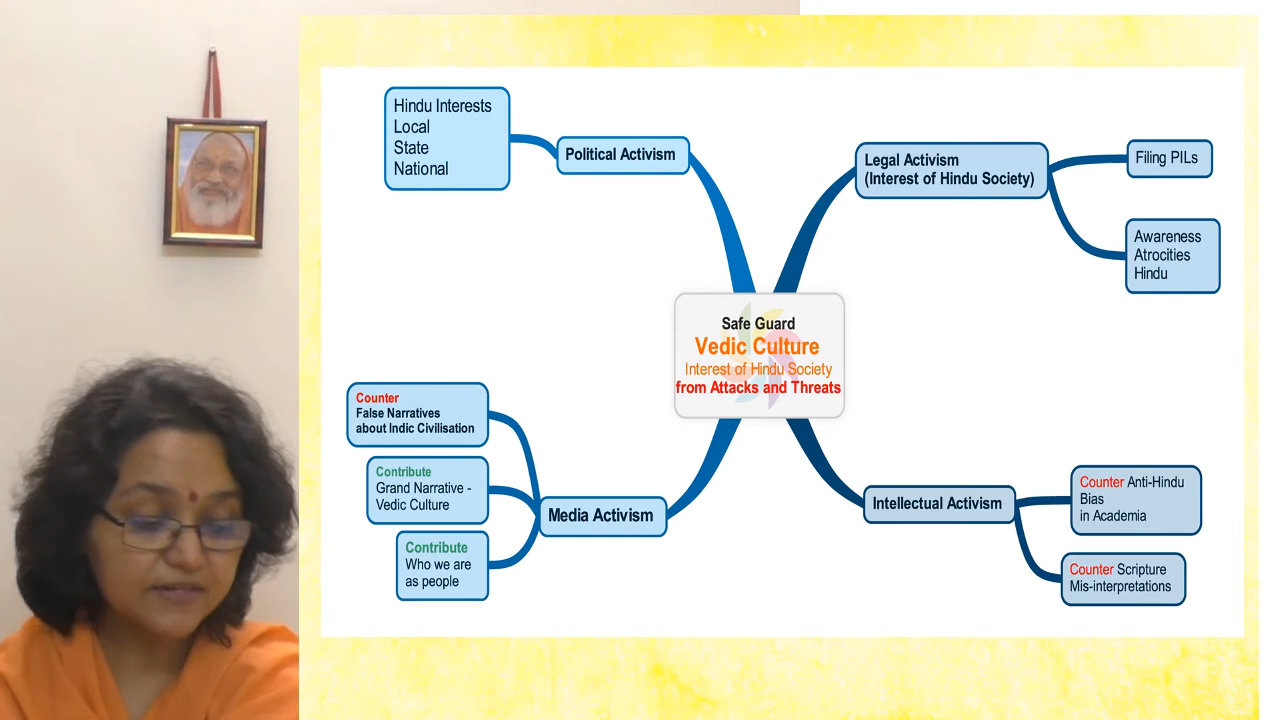 Hindu Interests
Local
State
National
Political Activism
Legal Activism
(Interest of Hindu Society)
Filing PILs
Awareness
Atrocities
Hindu
Safe Guard
Vedic Culture
Interest of Hindu Society
from Attacks and Threats
Counter
False Narratives
about Indic Civilisation
Contribute
Grand Narrative -
Vedic Culture
Contribute
Who we are
as people
Media Activism
Intellectual Activism
Counter Anti-Hindu
Bias
in Academia
Counter Scripture
Mis-interpretations